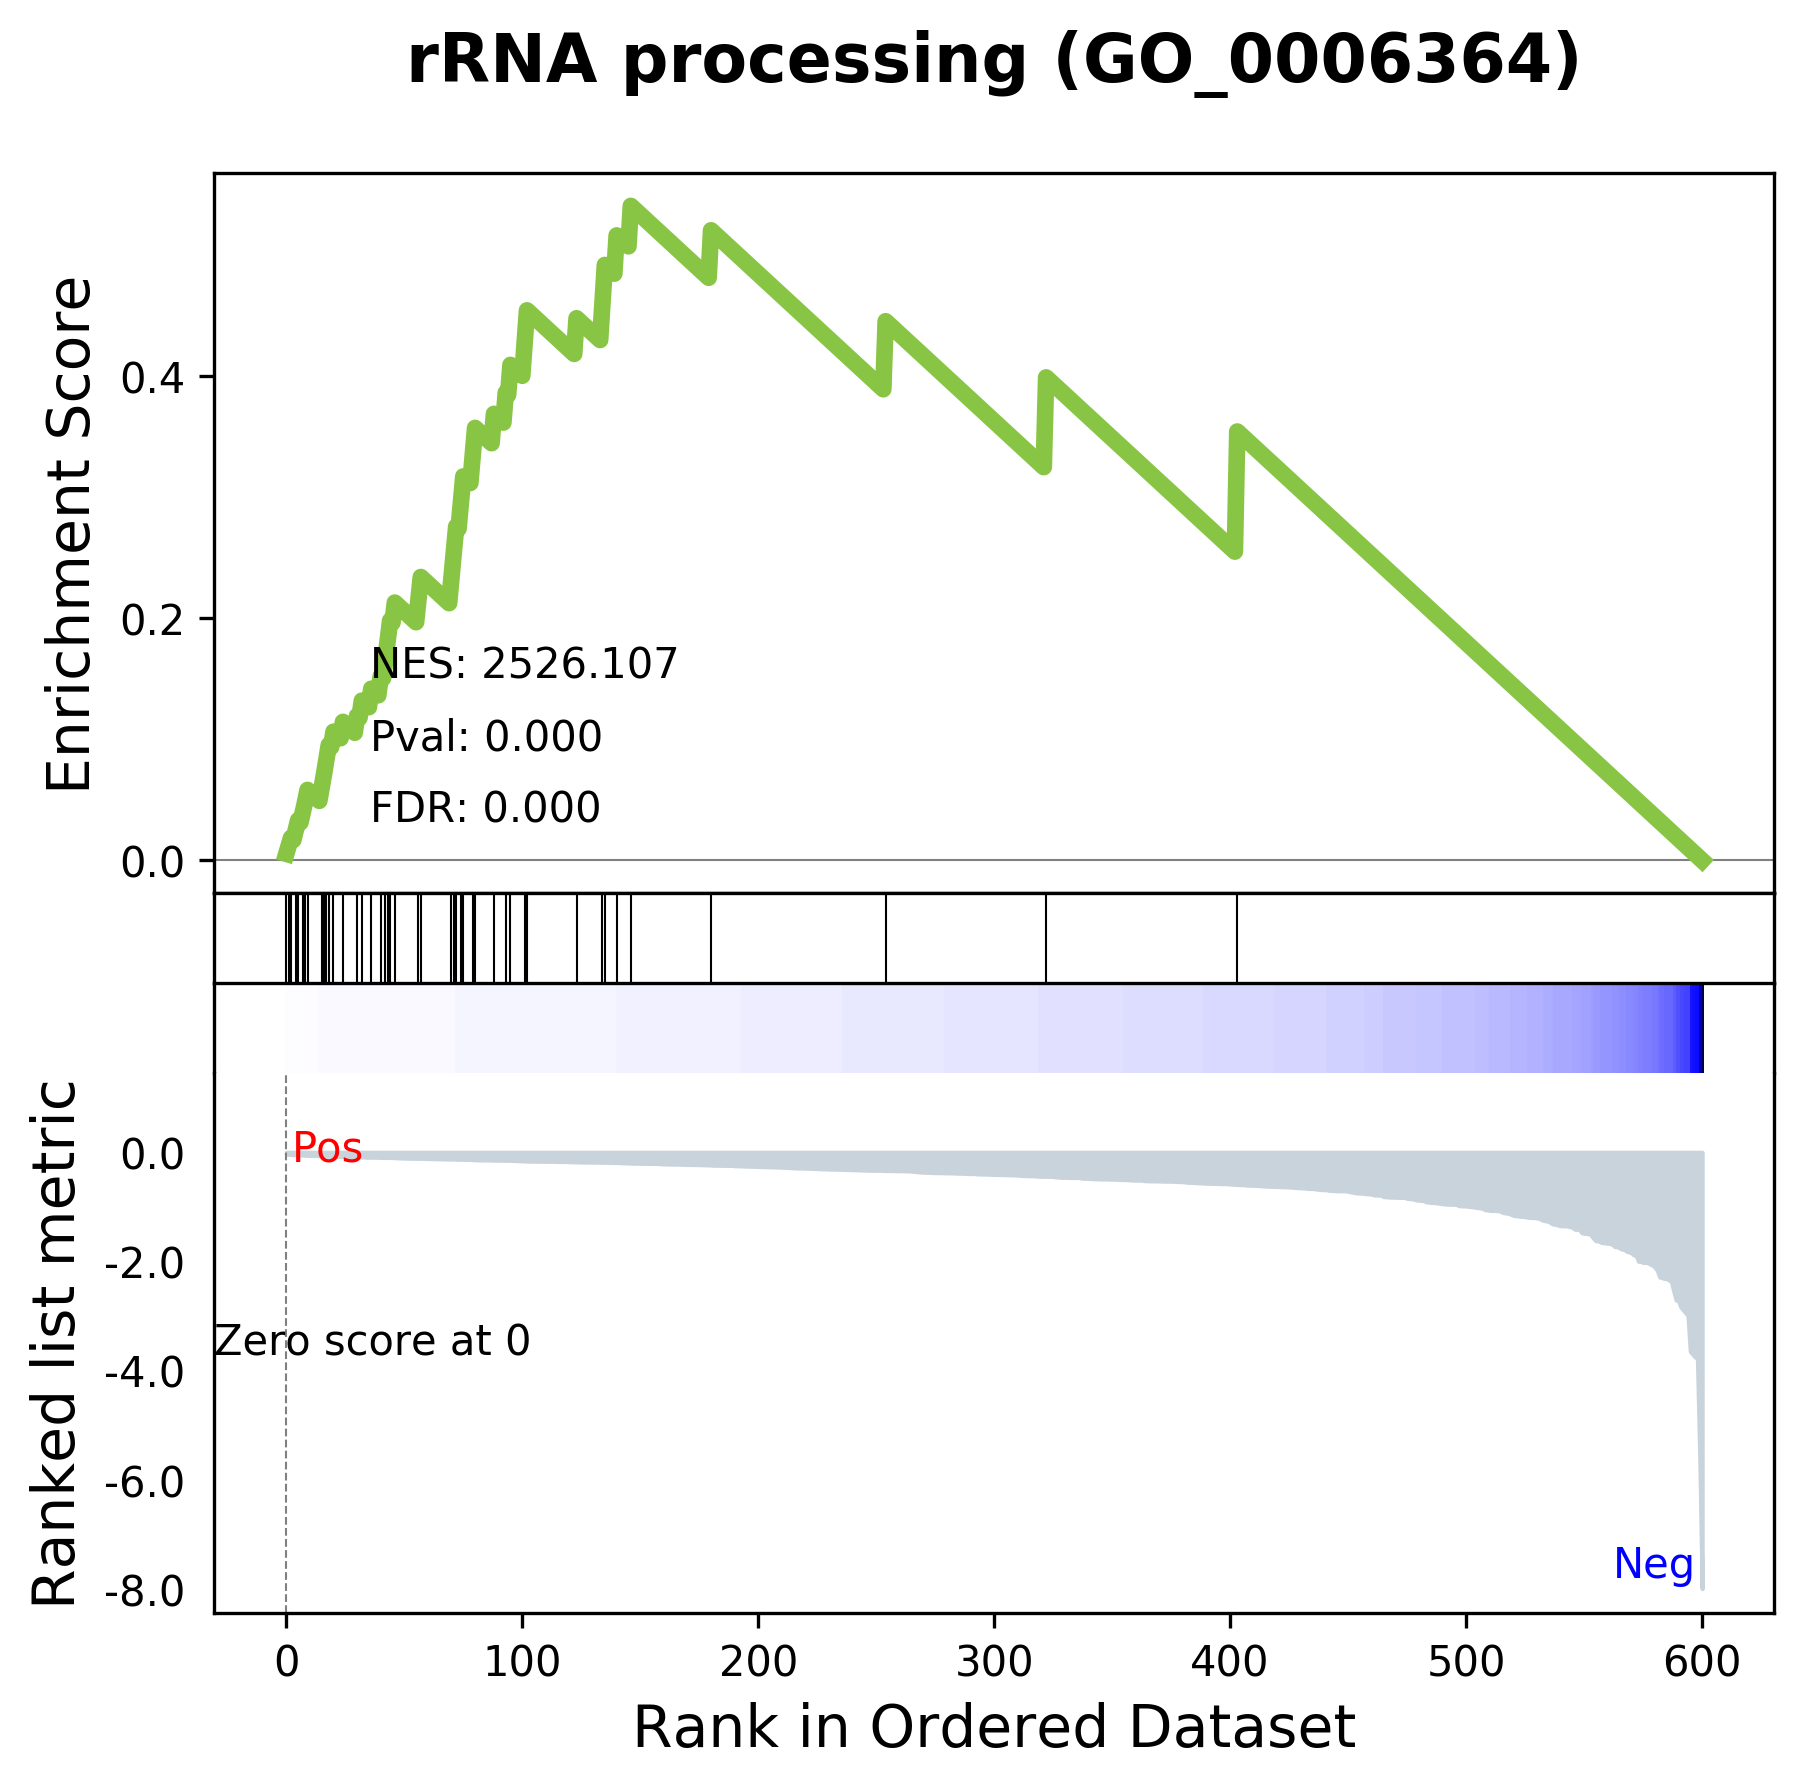 rRNA processing (GO_0006364)
Enrichment Score
0.4
0.2
0.0
NES: 2526.107
Pval: 0.000
FDR: 0.000
Ranked list metric
0.0
-2.0
-4.0
-6.0
-8.0
Pos
Zero score at 0
Neg
0 100 200 300 400 500 600
Rank in Ordered Dataset